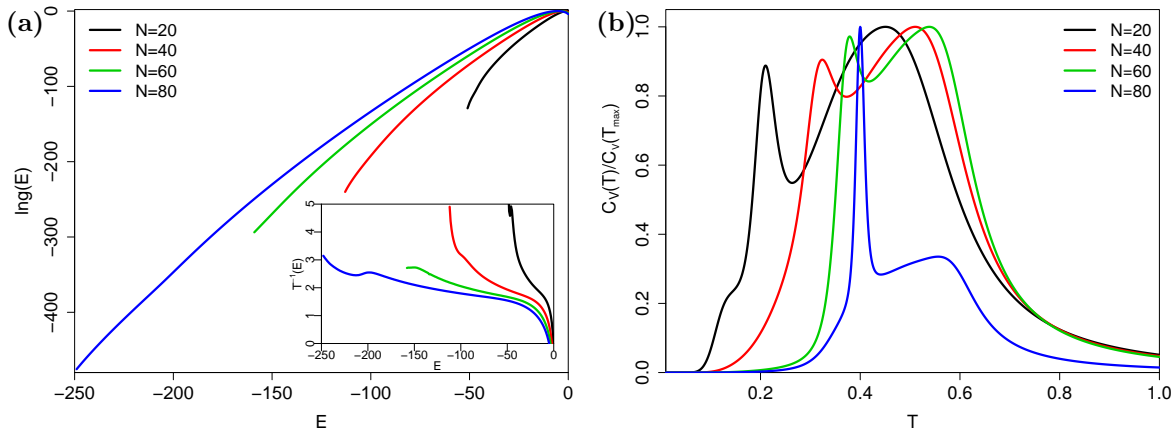 (a)
N=20
N=40
N=60
N=80
lng(E)
0
−100
−200
−300
−400
−250
−200
−150
−100
−50
0
E
T⁻¹(E)
5
4
3
2
1
0
−250
−200
−150
−100
−50
0
E
(b)
N=20
N=40
N=60
N=80
C_V(T)/C_V(T_max)
1.0
0.8
0.6
0.4
0.2
0.0
0.2
0.4
0.6
0.8
1.0
T